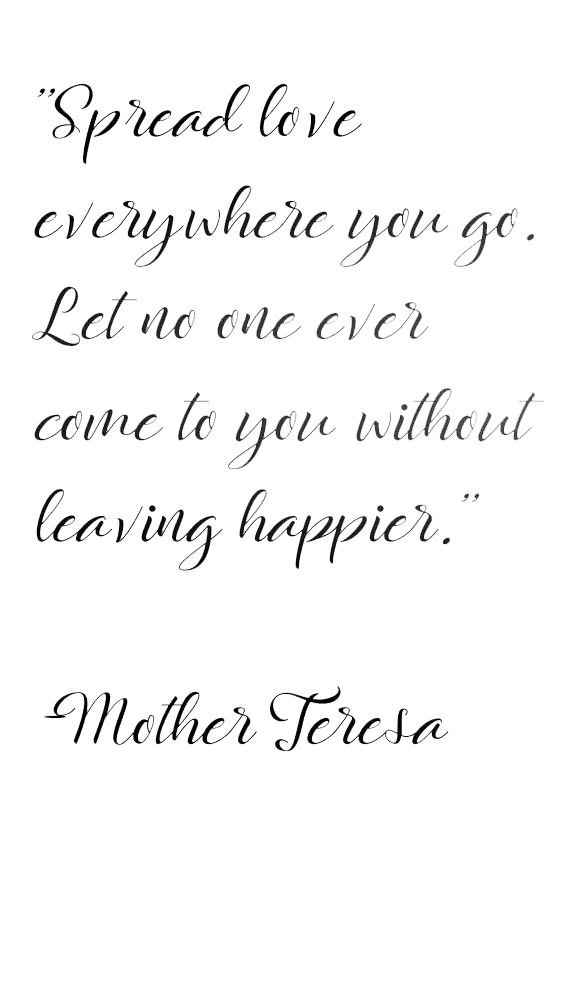 "Spread love
everywhere you go.
Let no one ever
come to you without
leaving happier."
-Mother Teresa